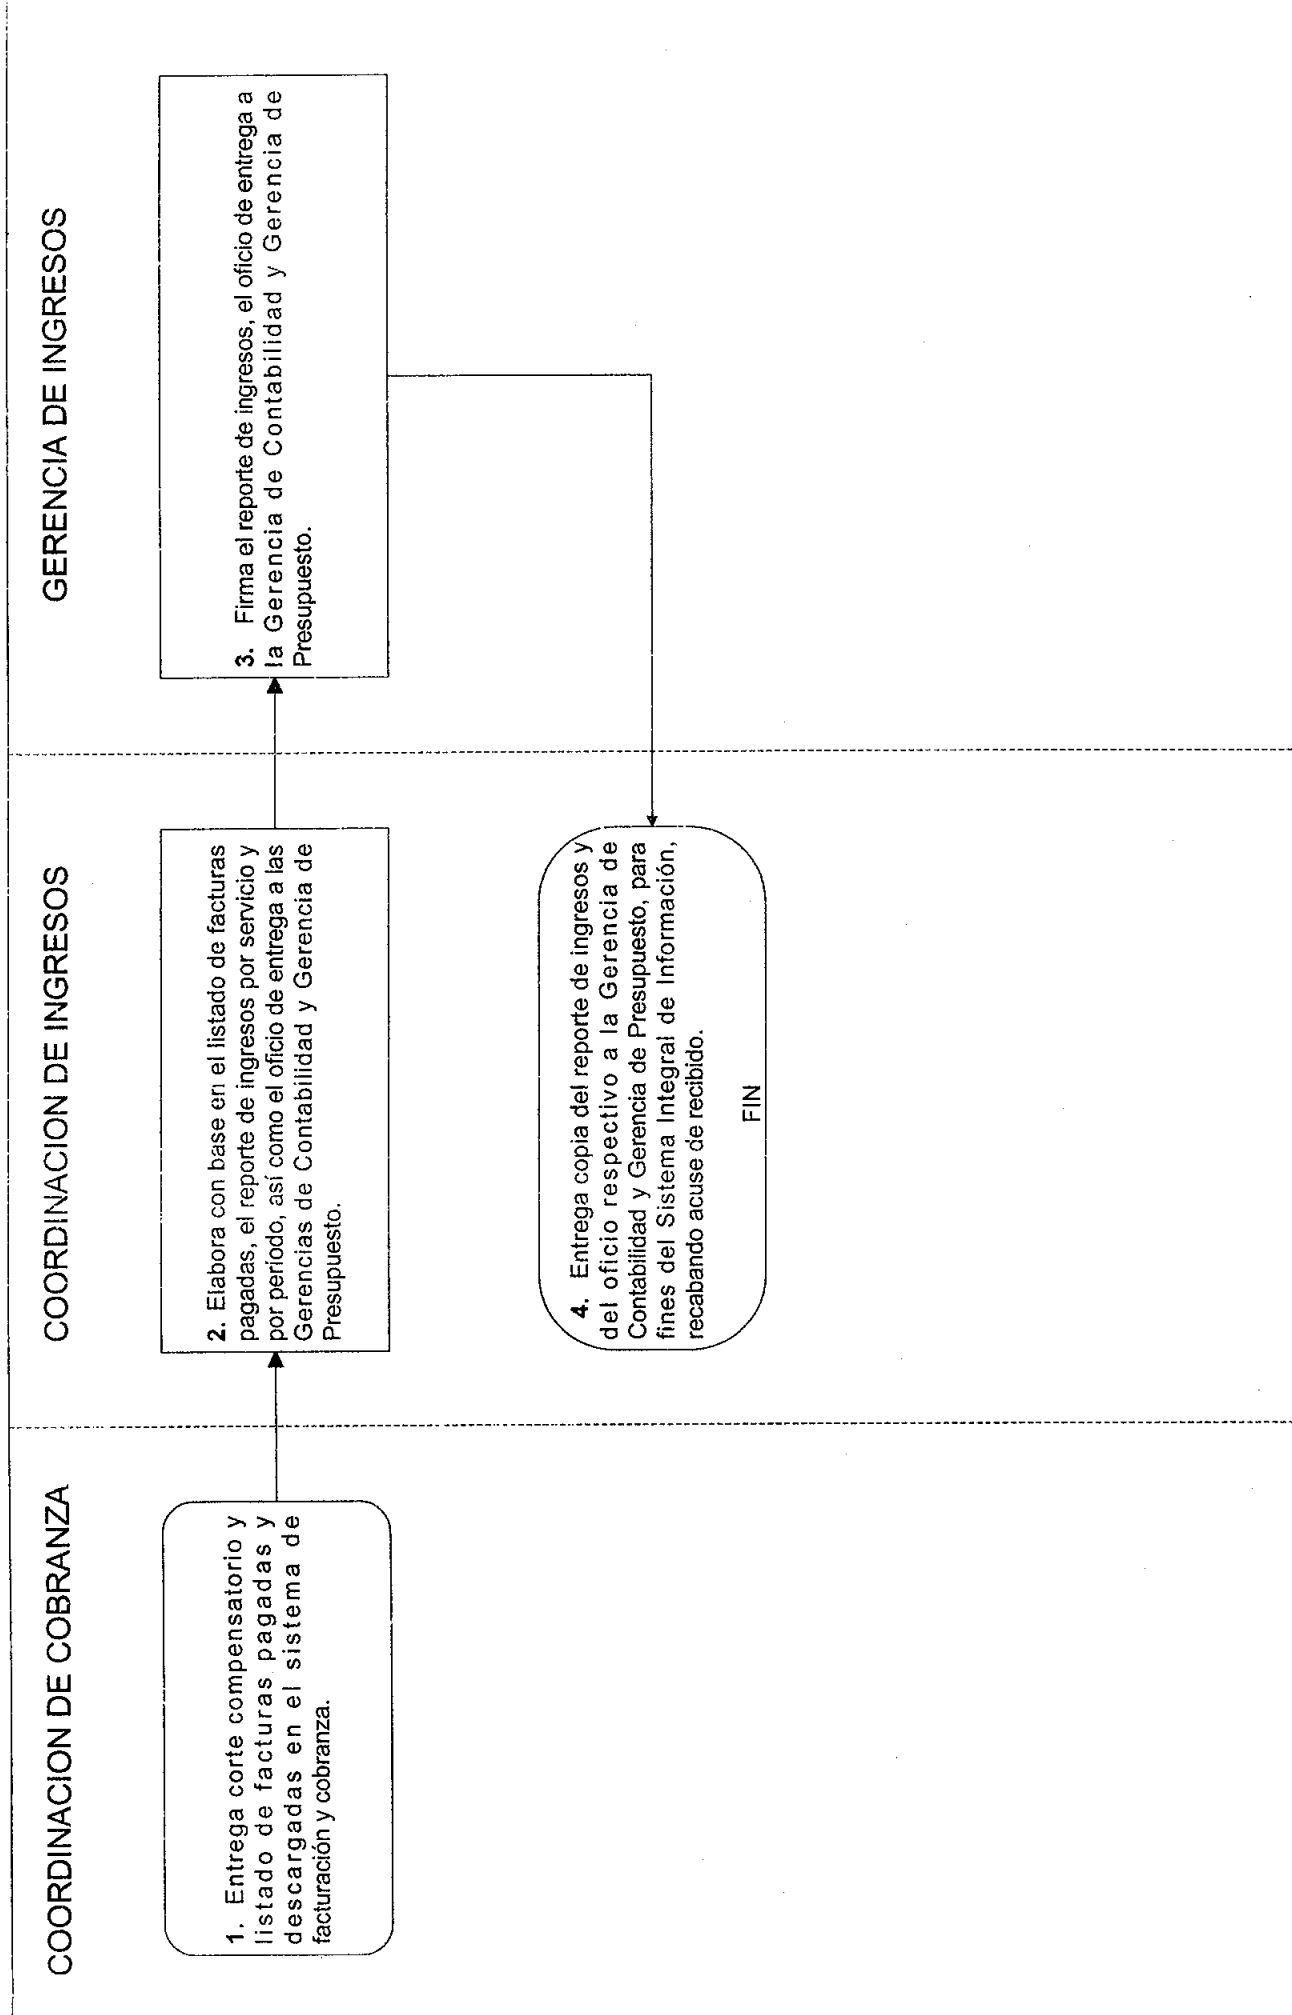 COORDINACION DE COBRANZA
COORDINACION DE INGRESOS
GERENCIA DE INGRESOS
1. Entrega corte compensatorio y
listado de facturas pagadas y
descargadas en el sistema de
facturación y cobranza.
2. Elabora con base en el listado de facturas
pagadas, el reporte de ingresos por servicio y
por periodo, así como el oficio de entrega a las
Gerencias de Contabilidad y Gerencia de
Presupuesto.
3. Firma el reporte de ingresos, el oficio de entrega a
la Gerencia de Contabilidad y Gerencia de
Presupuesto.
4. Entrega copia del reporte de ingresos y
del oficio respectivo a la Gerencia de
Contabilidad y Gerencia de Presupuesto, para
fines del Sistema Integral de Información,
recabando acuse de recibido.
FIN